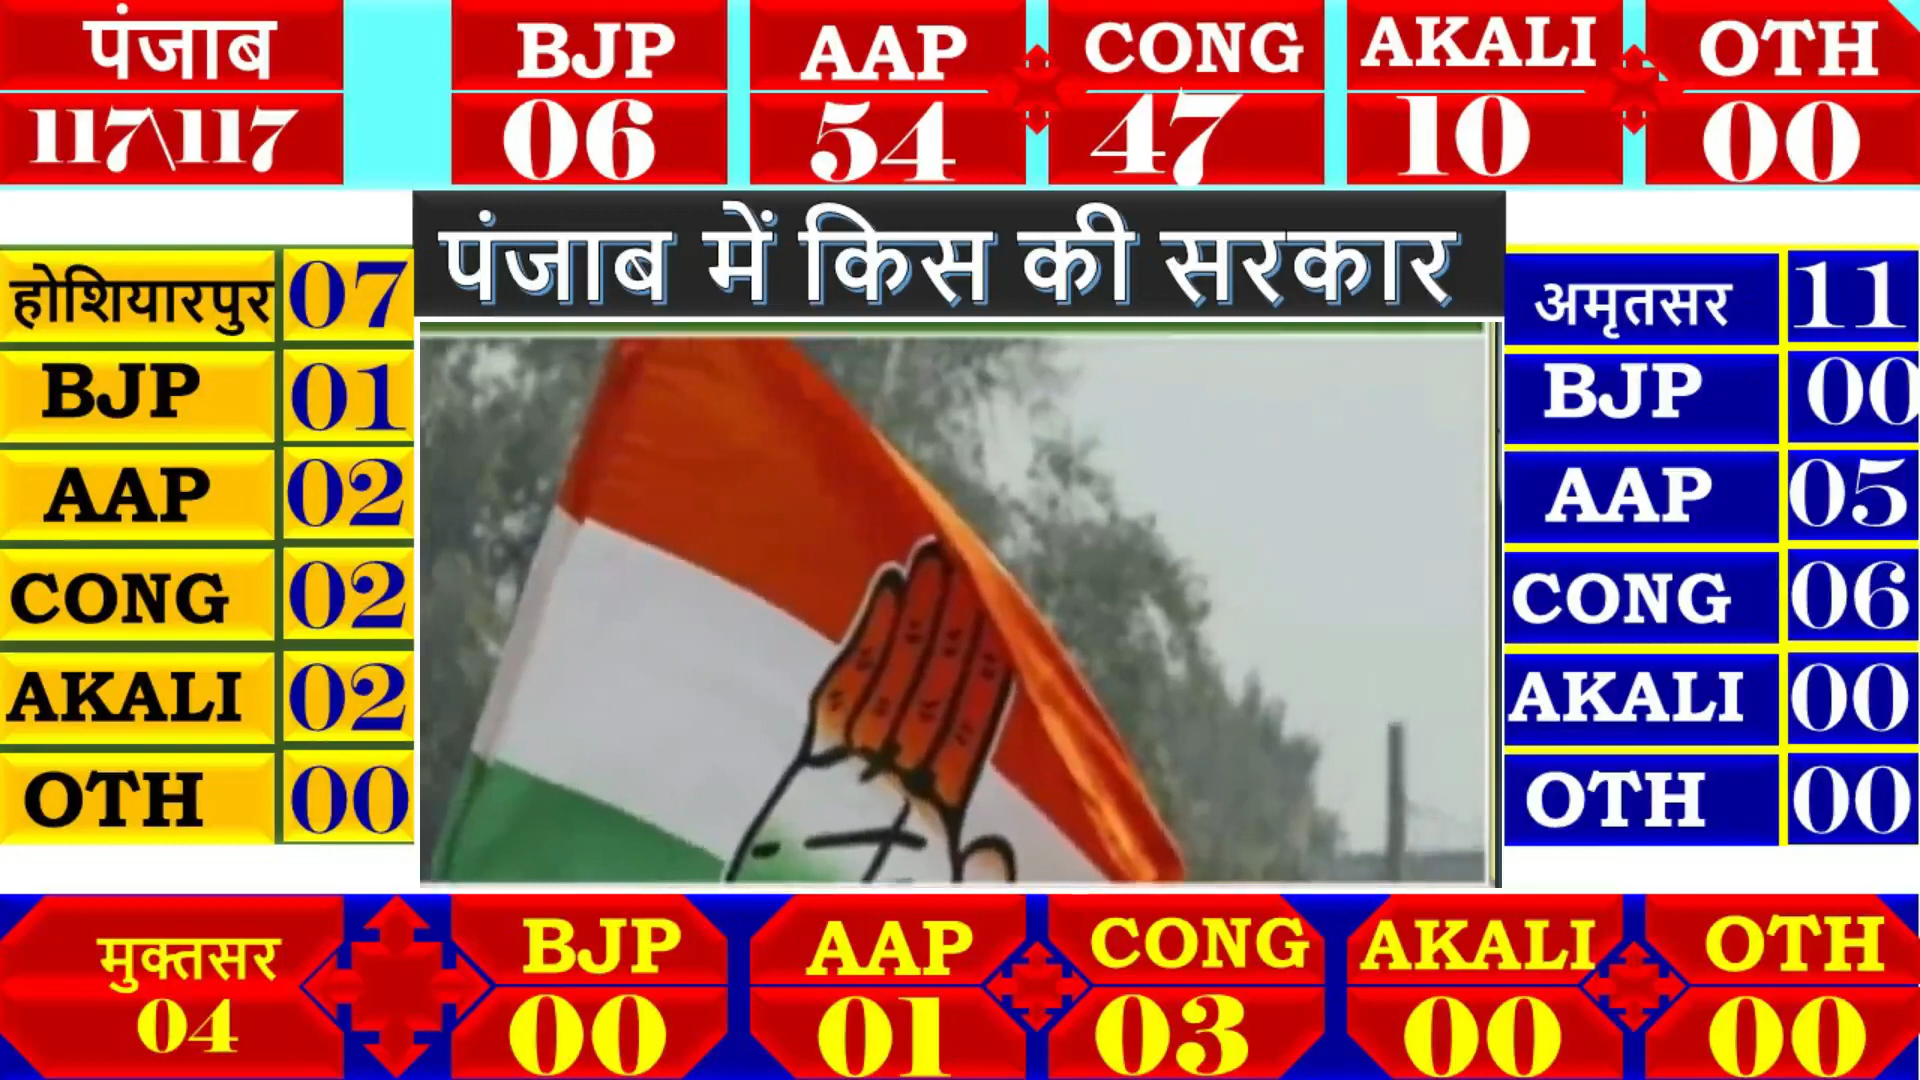 पंजाब BJP AAP CONG AKALI OTH
117\117 06 54 47 10 00
पंजाब में किस की सरकार
होशियारपुर 07
BJP 01
AAP 02
CONG 02
AKALI 02
OTH 00
अमृतसर 11
BJP 00
AAP 05
CONG 06
AKALI 00
OTH 00
मुक्तसर BJP AAP CONG AKALI OTH
04 00 01 03 00 00